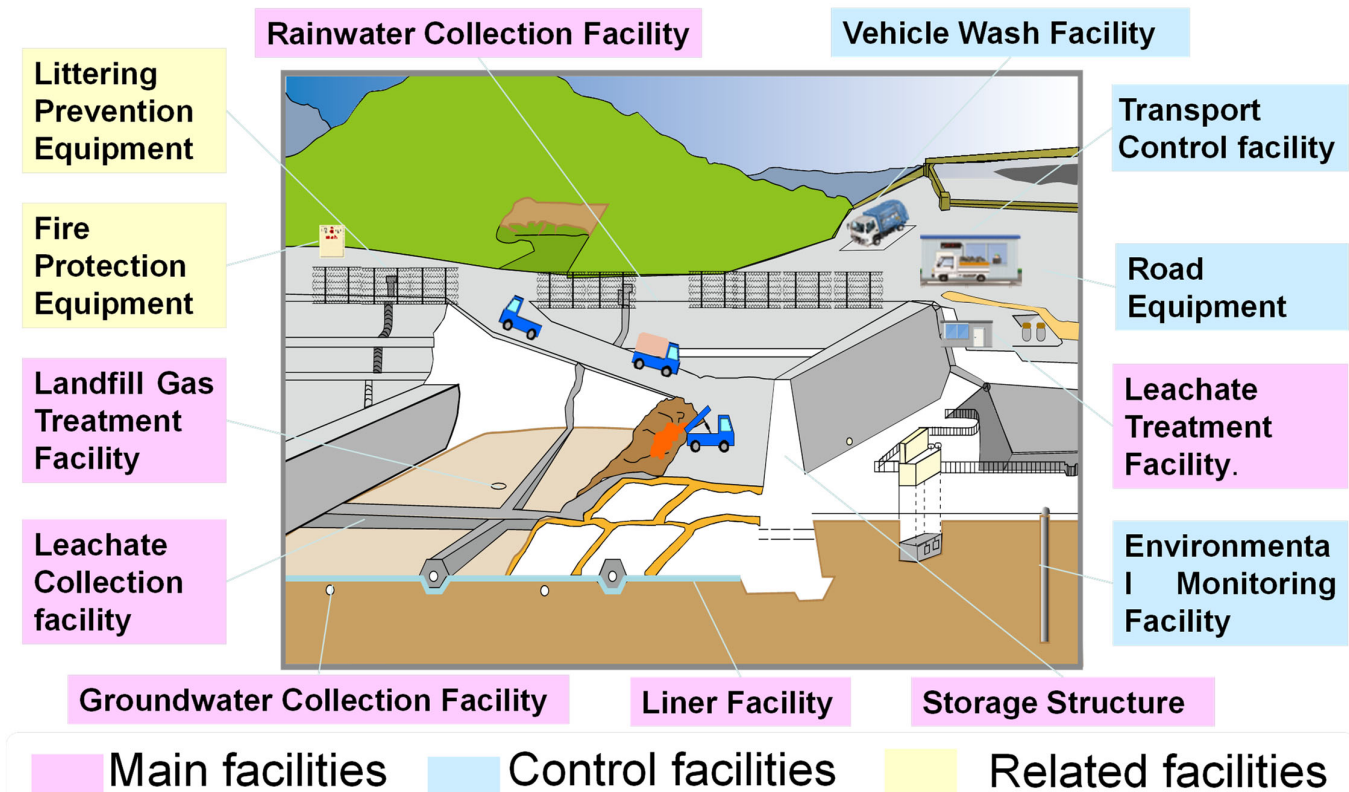 Rainwater Collection Facility
Vehicle Wash Facility
Littering
Prevention
Equipment
Transport
Control facility
Fire
Protection
Equipment
Road
Equipment
Landfill Gas
Treatment
Facility
Leachate
Treatment
Facility.
Leachate
Collection
facility
Environmenta
l Monitoring
Facility
Groundwater Collection Facility
Liner Facility
Storage Structure
Main facilities
Control facilities
Related facilities